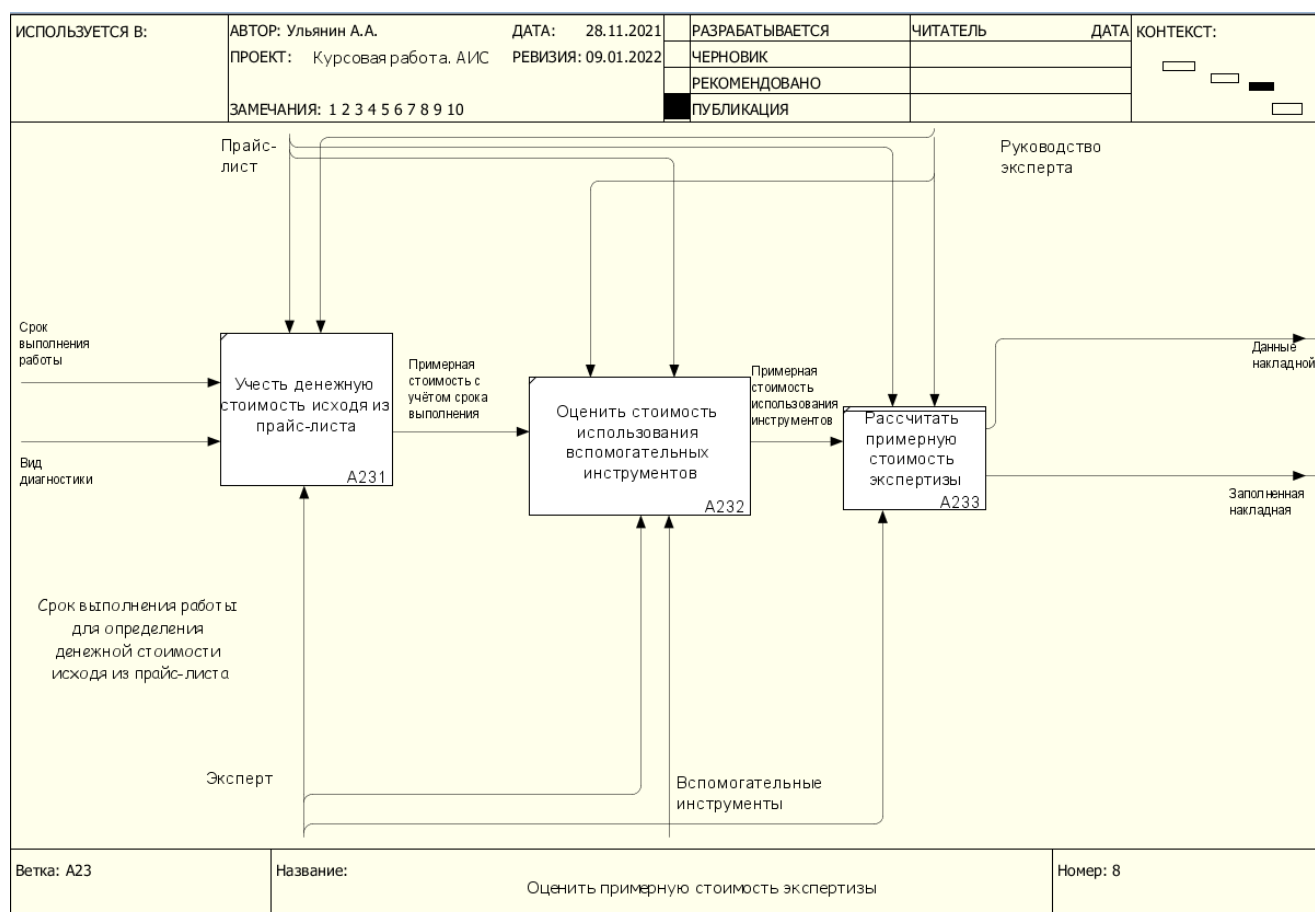 ИСПОЛЬЗУЕТСЯ В:
АВТОР: Ульянин А.А.
ДАТА: 28.11.2021
РАЗРАБАТЫВАЕТСЯ
ЧИТАТЕЛЬ
ДАТА
КОНТЕКСТ:
ПРОЕКТ: Курсовая работа. АИС
РЕВИЗИЯ: 09.01.2022
ЧЕРНОВИК
РЕКОМЕНДОВАНО
ЗАМЕЧАНИЯ: 1 2 3 4 5 6 7 8 9 10
ПУБЛИКАЦИЯ
Прайс-
лист
Руководство
эксперта
Срок
выполнения
работы
Вид
диагностики
Учесть денежную
стоимость исходя из
прайс-листа
A231
Примерная
стоимость с
учётом срока
выполнения
Оценить стоимость
использования
вспомогательных
инструментов
A232
Примерная
стоимость
использования
инструментов
Рассчитать
примерную
стоимость
экспертизы
A233
Данные
накладной
Заполненная
накладная
Срок выполнения работы
для определения
денежной стоимости
исходя из прайс-листа
Эксперт
Вспомогательные
инструменты
Ветка: A23
Название:
Оценить примерную стоимость экспертизы
Номер: 8